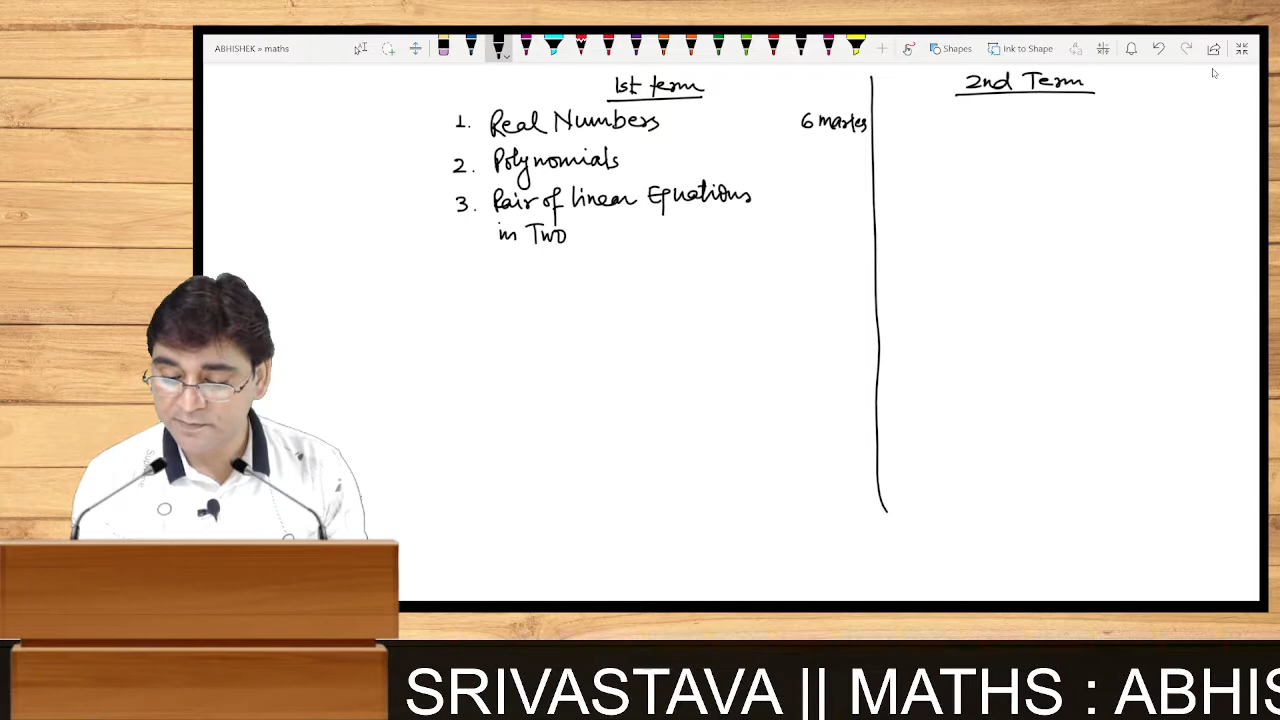 ABHISHEK » maths
Shapes
Ink to Shape
1st term
2nd Term
1. Real Numbers 6 marks
2. Polynomials
3. Pair of linear Equations
in Two
SRIVASTAVA || MATHS : ABHIS